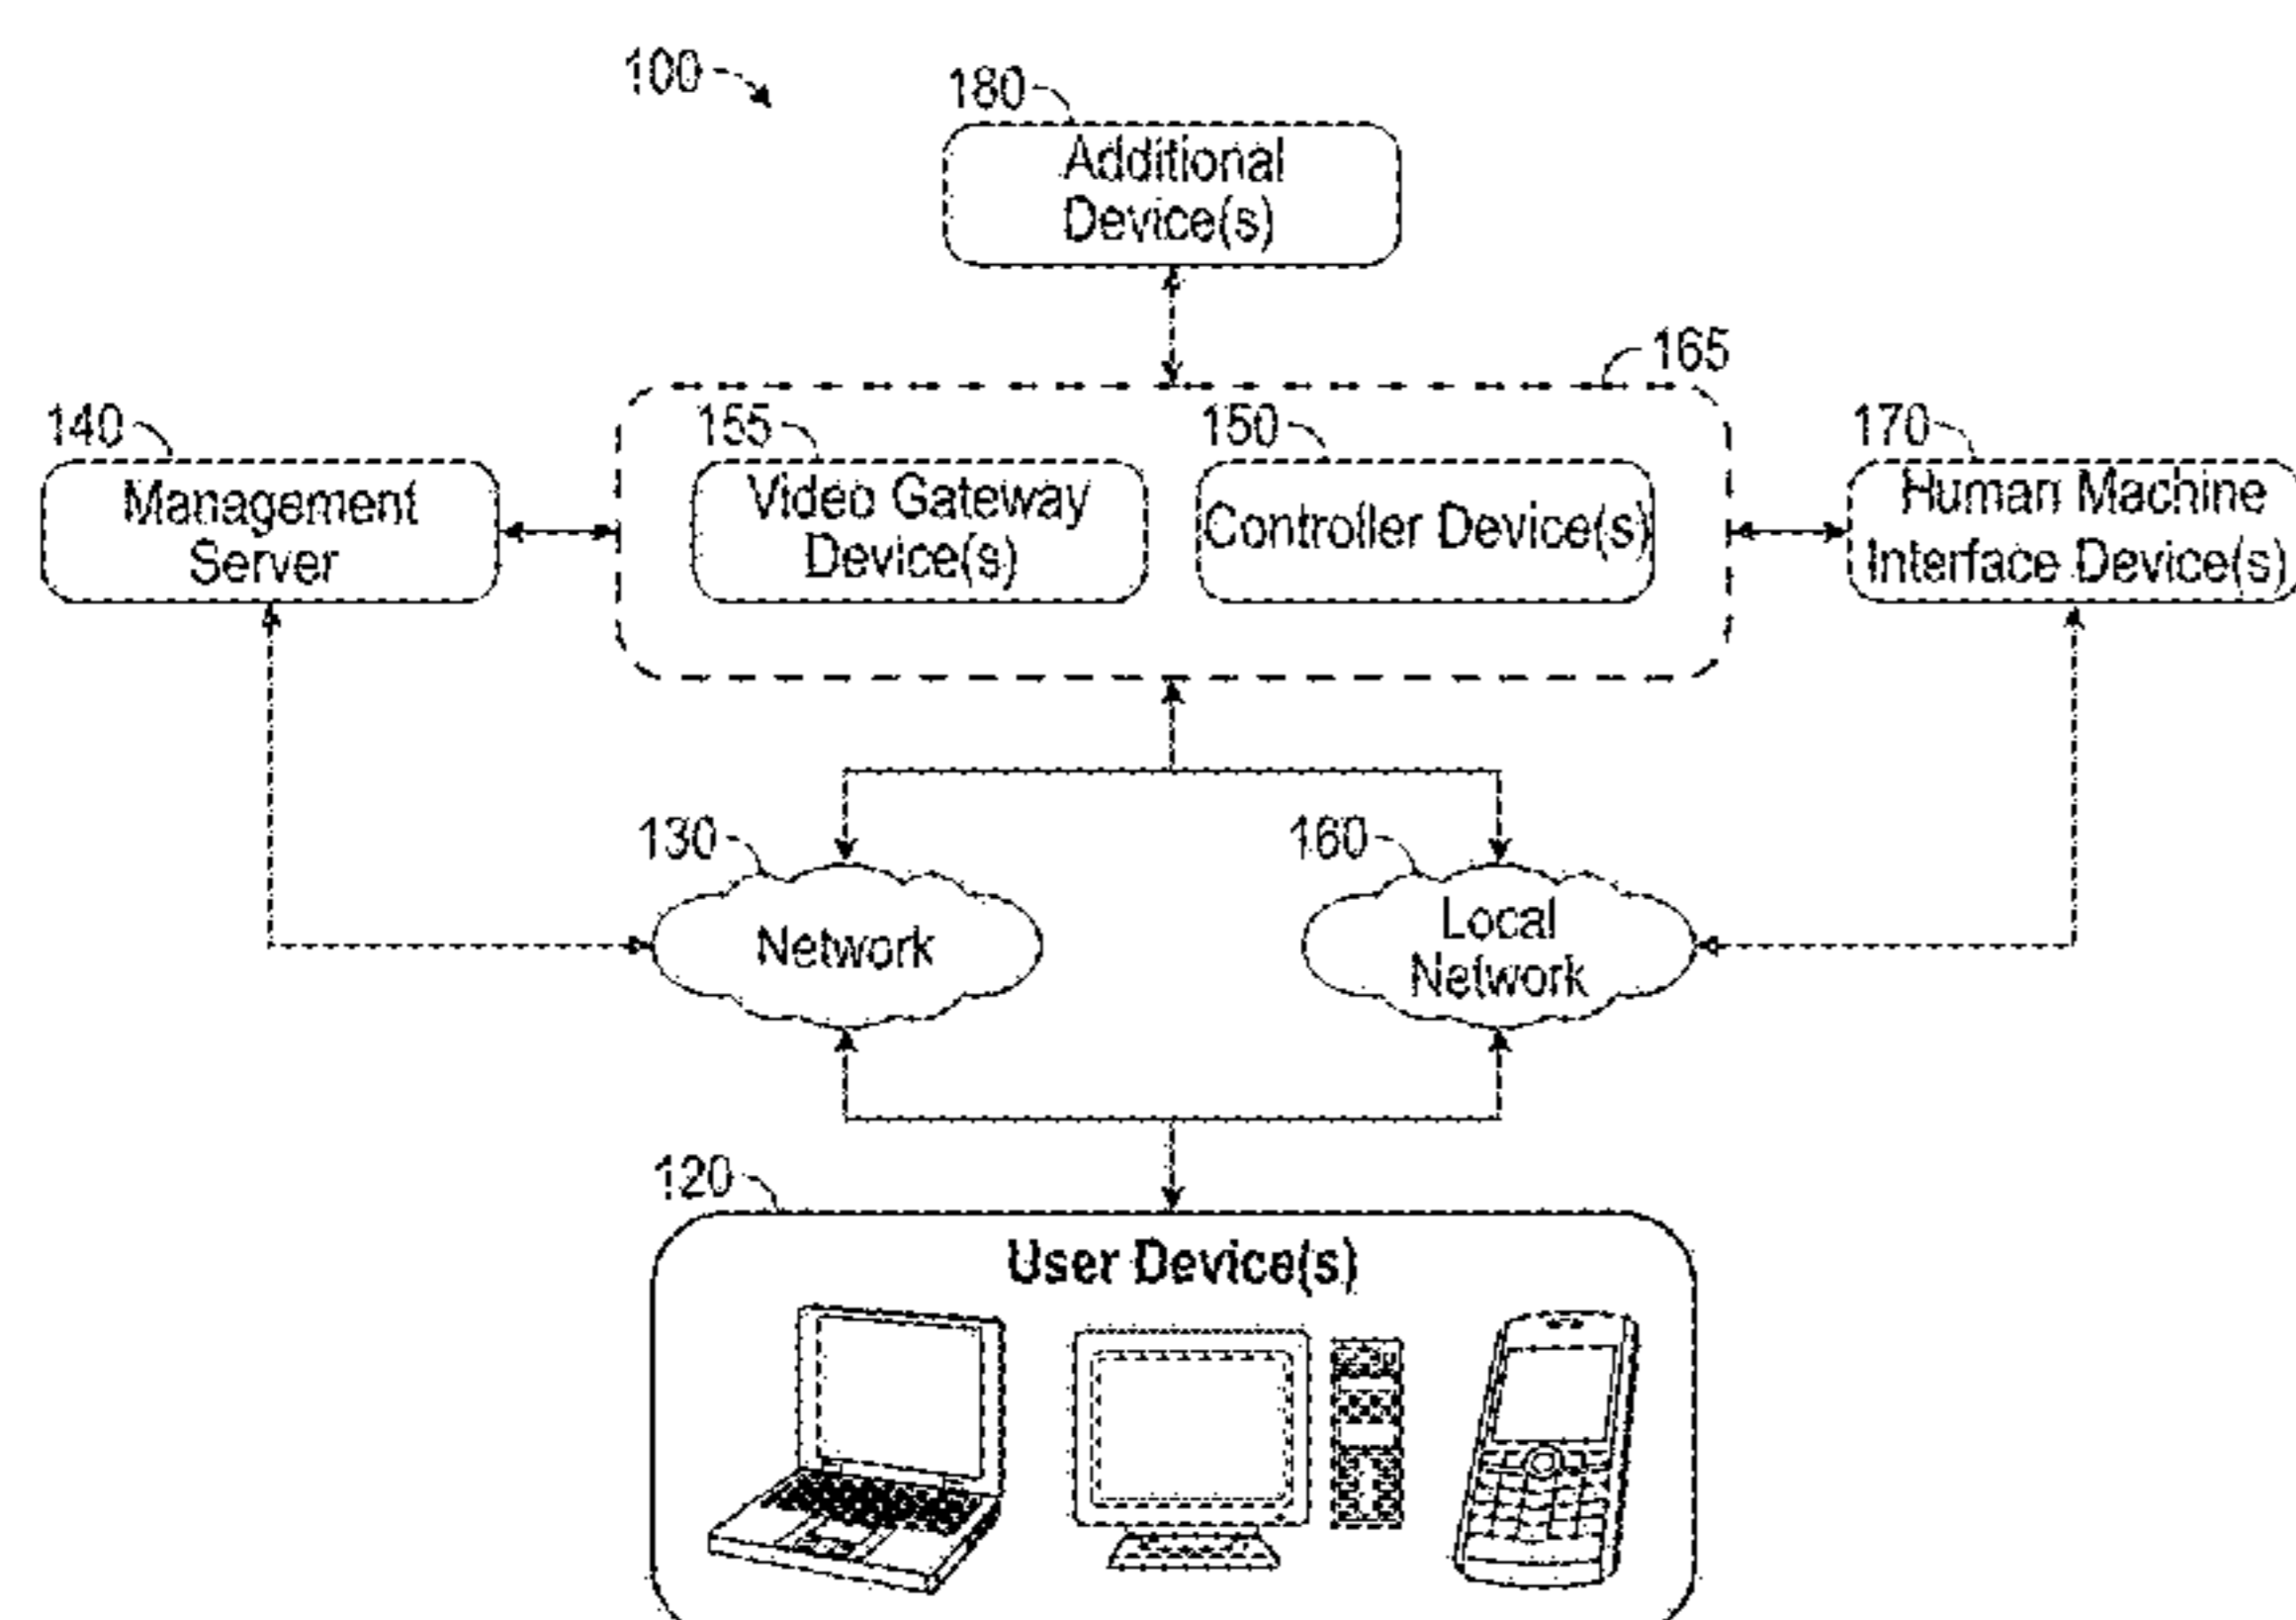 100
180
Additional
Device(s)
165
140
155
150
170
Management
Server
Video Gateway
Device(s)
Controller Device(s)
Human Machine
Interface Device(s)
130
160
Network
Local
Network
120
User Device(s)